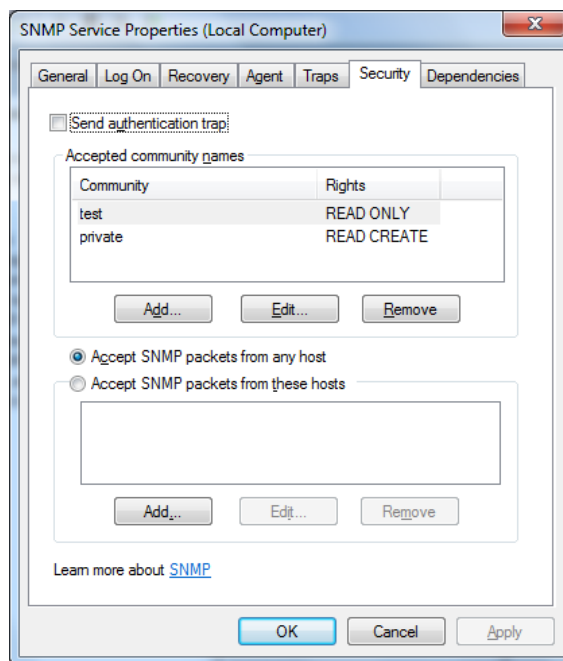 SNMP Service Properties (Local Computer)
General Log On Recovery Agent Traps Security Dependencies
Send authentication trap
Accepted community names
Community Rights
test READ ONLY
private READ CREATE
Add... Edit... Remove
Accept SNMP packets from any host
Accept SNMP packets from these hosts
Add... Edit... Remove
Learn more about SNMP
OK Cancel Apply